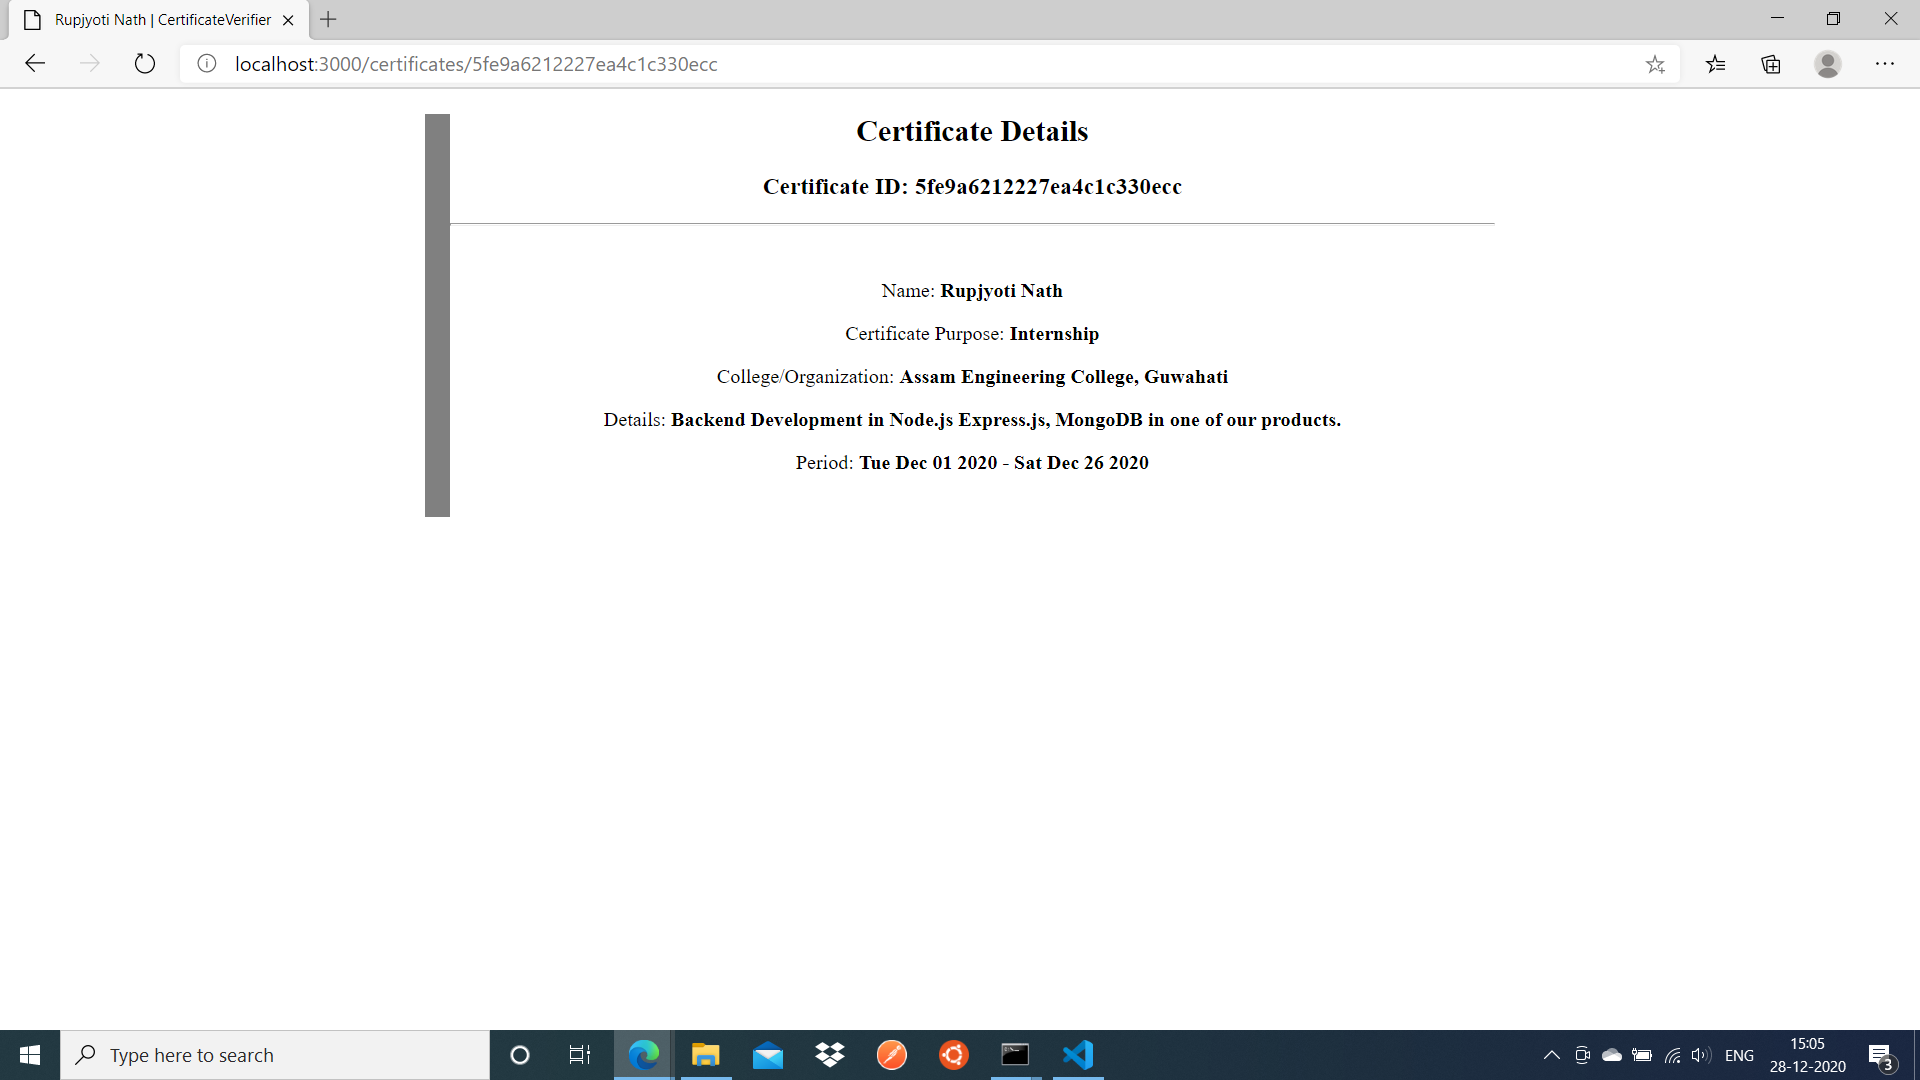 Rupjyoti Nath | CertificateVerifier
localhost:3000/certificates/5fe9a6212227ea4c1c330ecc
Certificate Details
Certificate ID: 5fe9a6212227ea4c1c330ecc
Name: Rupjyoti Nath
Certificate Purpose: Internship
College/Organization: Assam Engineering College, Guwahati
Details: Backend Development in Node.js Express.js, MongoDB in one of our products.
Period: Tue Dec 01 2020 - Sat Dec 26 2020
Type here to search
ENG
15:05
28-12-2020
3